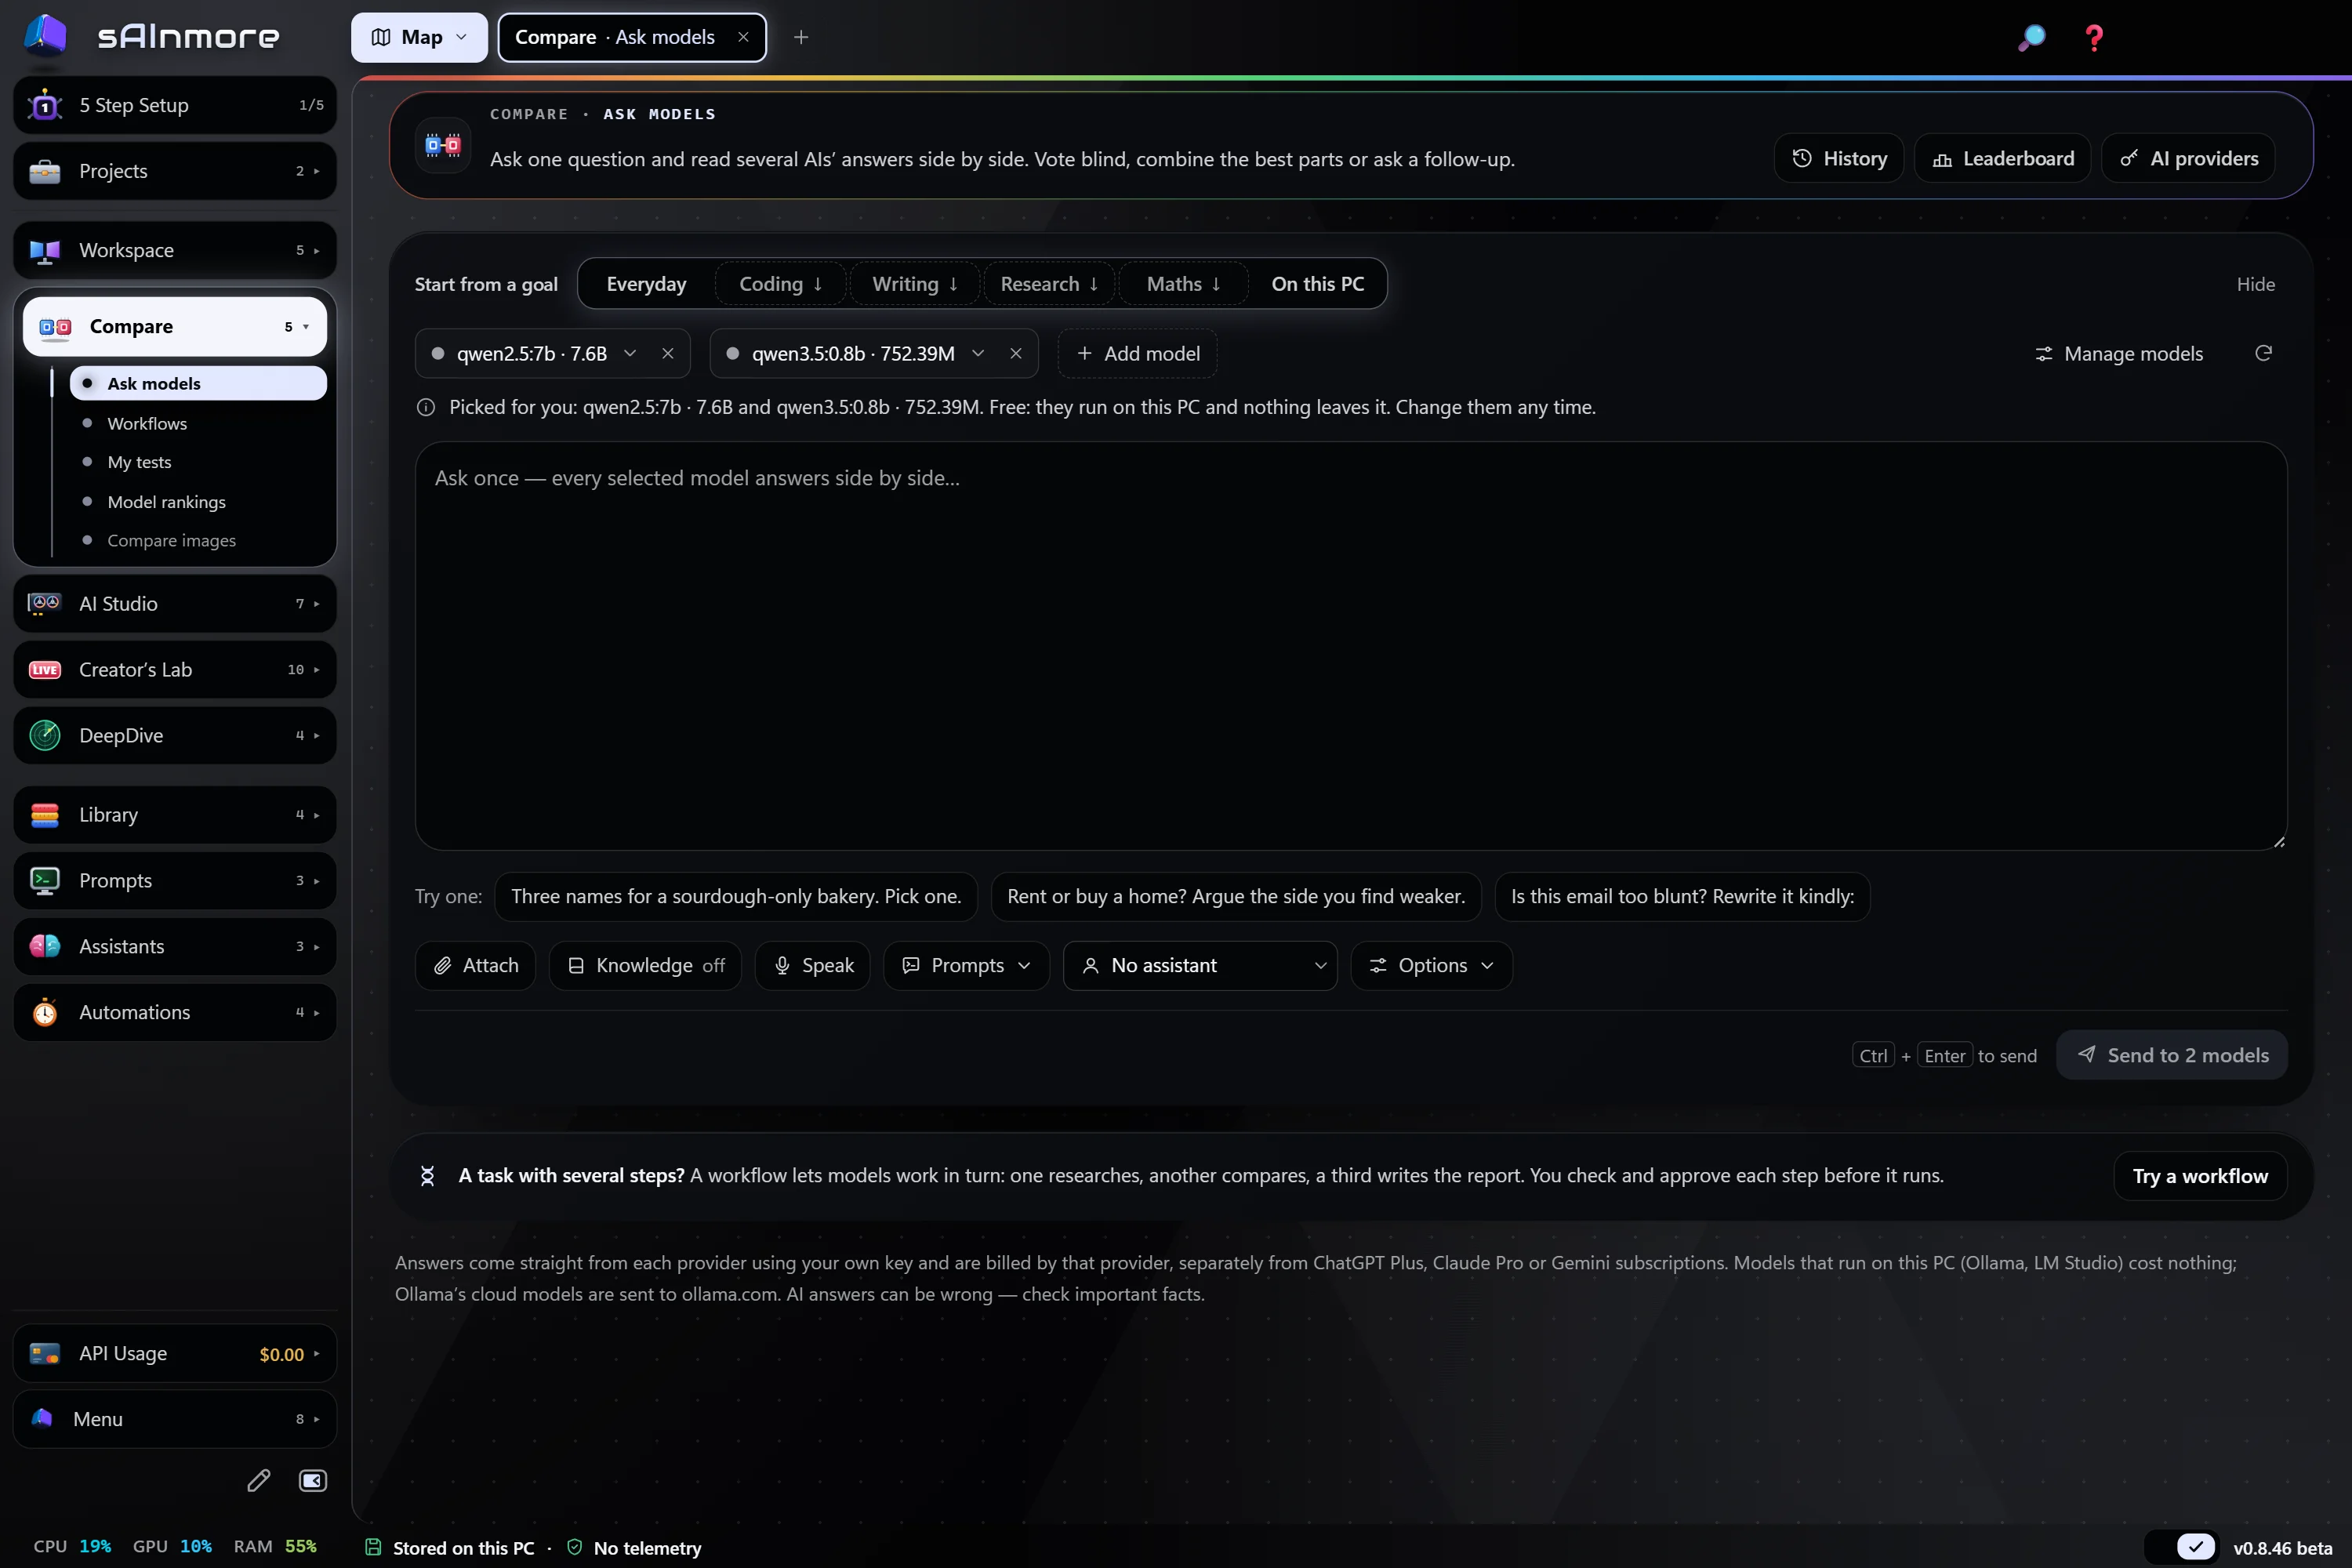 sAInmore
Map
Compare · Ask models
5 Step Setup 1/5
Projects 2
Workspace 5
Compare 5
Ask models
Workflows
My tests
Model rankings
Compare images
AI Studio 7
LIVE Creator's Lab 10
DeepDive 4
Library 4
Prompts 3
Assistants 3
Automations 4
API Usage $0.00
Menu 8
CPU 19% GPU 10% RAM 55%
COMPARE · ASK MODELS
Ask one question and read several AIs’ answers side by side. Vote blind, combine the best parts or ask a follow-up.
History
Leaderboard
AI providers
Start from a goal
Everyday
Coding ↓
Writing ↓
Research ↓
Maths ↓
On this PC
Hide
qwen2.5:7b · 7.6B
qwen3.5:0.8b · 752.39M
Add model
Manage models
Picked for you: qwen2.5:7b · 7.6B and qwen3.5:0.8b · 752.39M. Free: they run on this PC and nothing leaves it. Change them any time.
Ask once — every selected model answers side by side...
Try one:
Three names for a sourdough-only bakery. Pick one.
Rent or buy a home? Argue the side you find weaker.
Is this email too blunt? Rewrite it kindly:
Attach
Knowledge off
Speak
Prompts
No assistant
Options
Ctrl + Enter to send
Send to 2 models
A task with several steps? A workflow lets models work in turn: one researches, another compares, a third writes the report. You check and approve each step before it runs.
Try a workflow
Answers come straight from each provider using your own key and are billed by that provider, separately from ChatGPT Plus, Claude Pro or Gemini subscriptions. Models that run on this PC (Ollama, LM Studio) cost nothing;
Ollama’s cloud models are sent to ollama.com. AI answers can be wrong — check important facts.
Stored on this PC · No telemetry
v0.8.46 beta